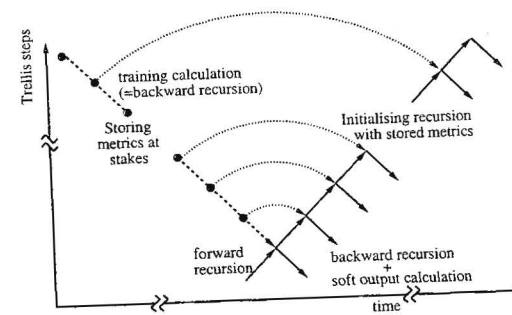 Trellis steps
training calculation
(=backward recursion)
Storing
metrics at
stakes
Initialising recursion
with stored metrics
forward
recursion
backward recursion
+
soft output calculation
time